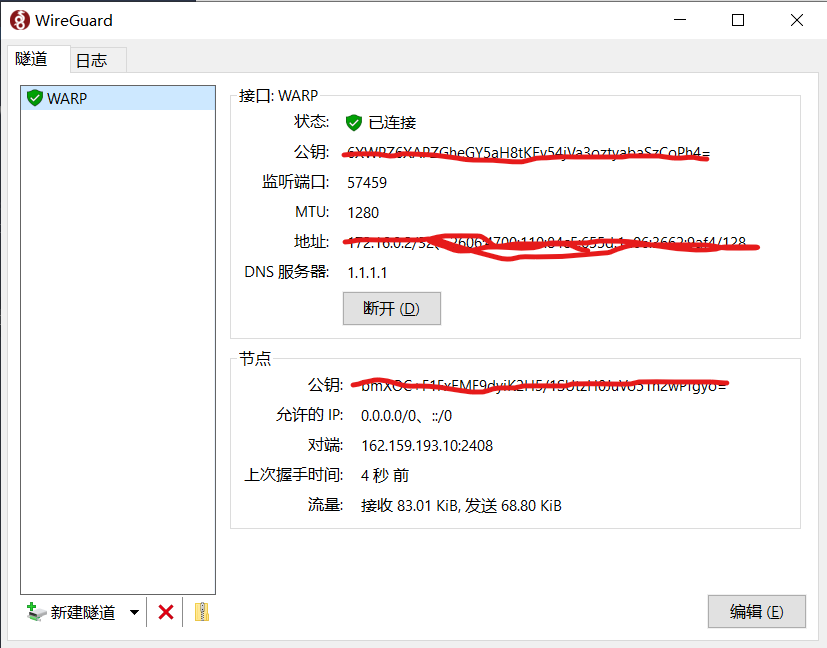 WireGuard
隧道
日志
WARP
接口: WARP
状态: 已连接
公钥:
监听端口: 57459
MTU: 1280
地址:
DNS 服务器: 1.1.1.1
断开 (D)
节点
公钥:
允许的 IP: 0.0.0.0/0、::/0
对端: 162.159.193.10:2408
上次握手时间: 4 秒 前
流量: 接收 83.01 KiB, 发送 68.80 KiB
新建隧道
编辑 (E)